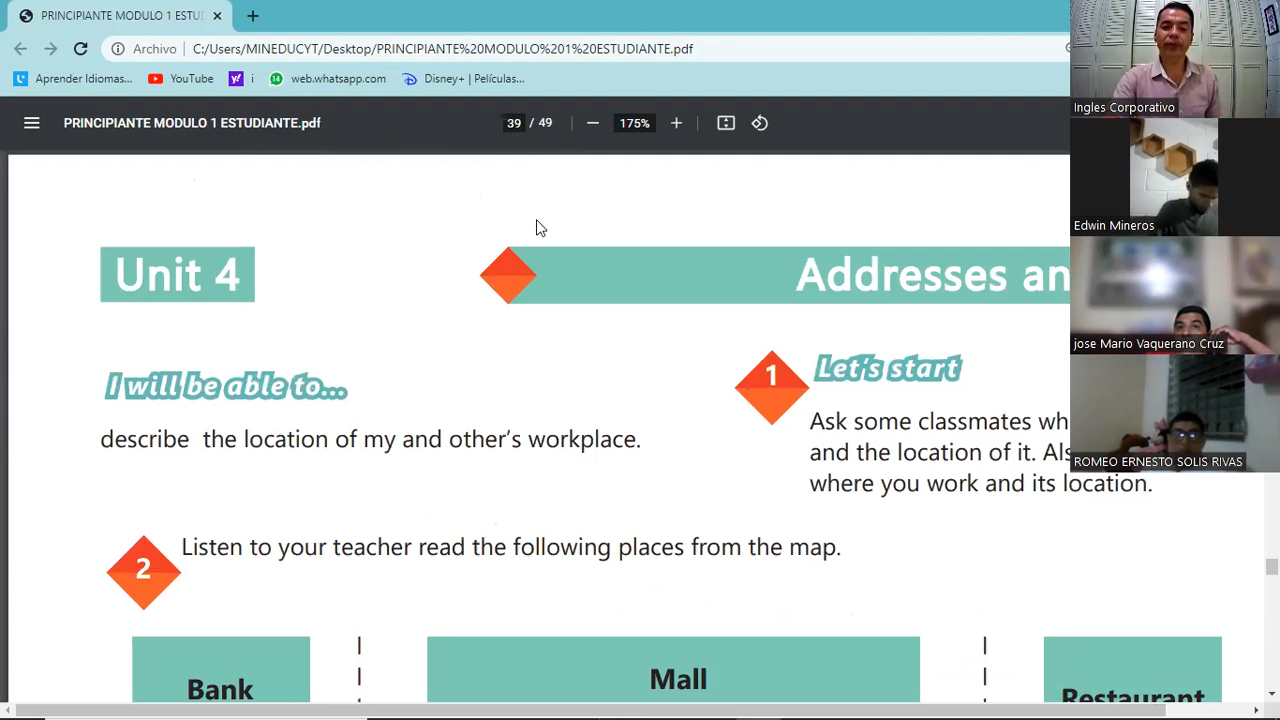 PRINCIPIANTE MODULO 1 ESTU
Archivo | C:/Users/MINEDUCYT/Desktop/PRINCIPIANTE%20MODULO%201%20ESTUDIANTE.pdf
Aprender Idiomas...
YouTube
i
web.whatsapp.com
Disney+ | Películas,...
PRINCIPIANTE MODULO 1 ESTUDIANTE.pdf
39 / 49
175%
Ingles Corporativo
Edwin Mineros
jose Mario Vaquerano Cruz
ROMEO ERNESTO SOLIS RIVAS
Unit 4
Addresses an
I will be able to...
describe the location of my and other's workplace.
1
Let's start
Ask some classmates wh
and the location of it. Als
where you work and its location.
2
Listen to your teacher read the following places from the map.
Bank
Mall
Restaurant